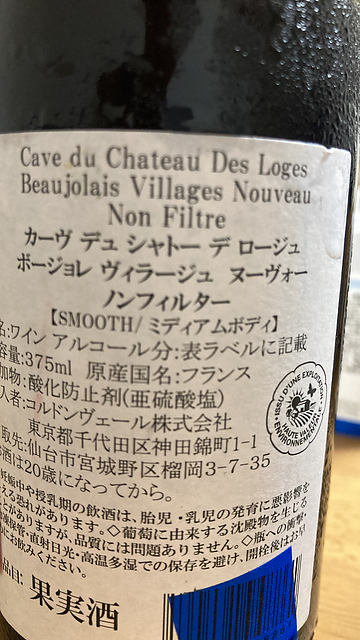 Cave du Chateau Des Loges
Beaujolais Villages Nouveau
Non Filtre
カーヴ デュ シャトー デ ロージュ
ボージョレ ヴィラージュ ヌーヴォー
ノンフィルター
【SMOOTH/ ミディアムボディ】
名:ワイン アルコール分:表ラベルに記載
容量:375ml 原産国名:フランス
加物:酸化防止剤(亜硫酸塩)
入者:コルドンヴェール株式会社
東京都千代田区神田錦町1-1
取先:仙台市宮城野区榴岡3-7-35
酒は20歳になってから。
妊娠中や授乳期の飲酒は、胎児・乳児の発育に悪影響を
える恐れがあります。◇葡萄に由来する沈殿物を生じる
がありますが、品質には問題ありません。◇瓶への衝撃・
直射日光・高温多湿での保存を避け、開栓後はお早
にお飲みください。
品目: 果実酒
ISSU D'UNE EXPLOITATION
HAUTE VALEUR
ENVIRONNEMENTALE